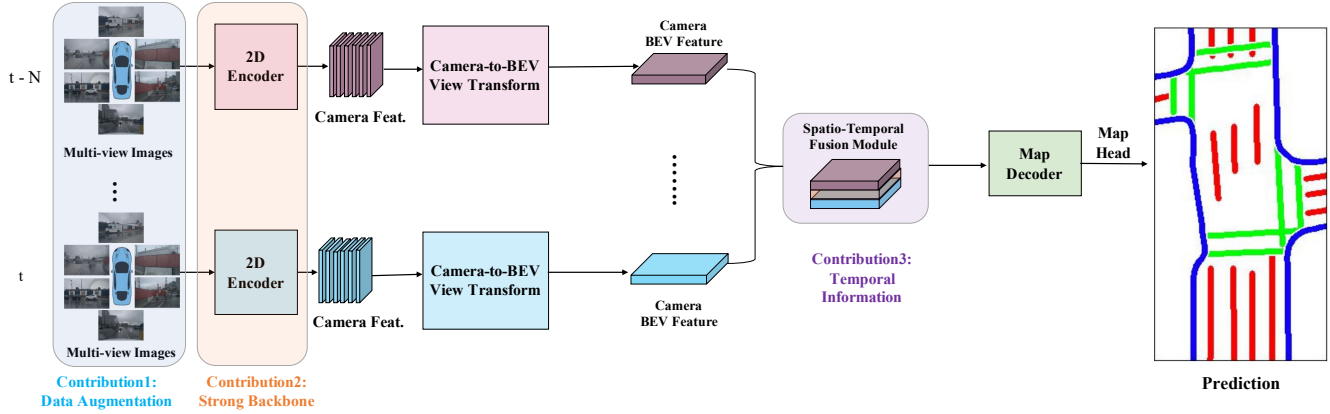 t - N
Multi-view Images
2D
Encoder
Camera Feat.
Camera-to-BEV
View Transform
Camera
BEV Feature
t
Multi-view Images
2D
Encoder
Camera Feat.
Camera-to-BEV
View Transform
Camera
BEV Feature
Spatio-Temporal
Fusion Module
Map
Decoder
Map
Head
Prediction
Contribution1:
Data Augmentation
Contribution2:
Strong Backbone
Contribution3:
Temporal
Information